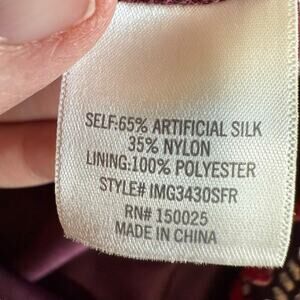 SELF:65% ARTIFICIAL SILK
35% NYLON
LINING:100% POLYESTER
STYLE# IMG3430SFR
RN# 150025
MADE IN CHINA